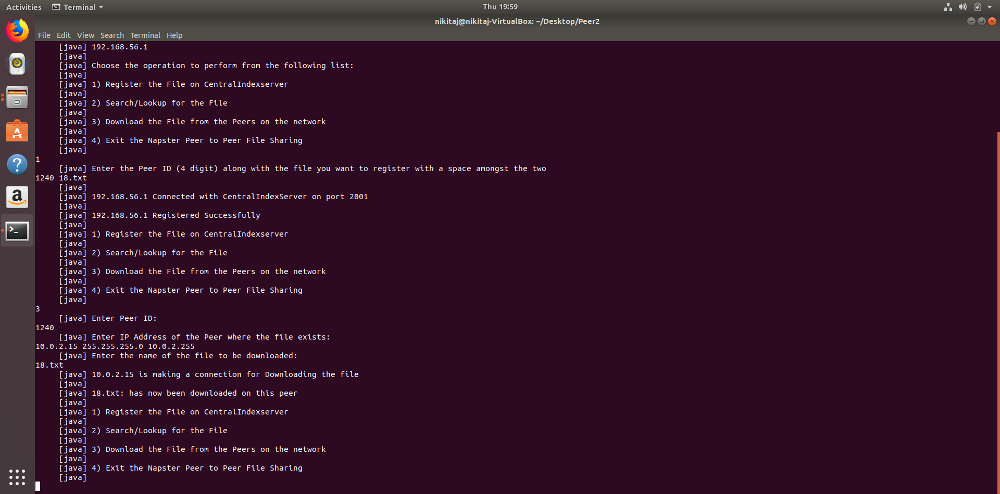 Activities Terminal Thu 19:59
nikitaj@nikitaj-VirtualBox: ~/Desktop/Peer2
File Edit View Search Terminal Help
[java] 192.168.56.1
[java]
[java] Choose the operation to perform from the following list:
[java]
[java] 1) Register the File on CentralIndexserver
[java]
[java] 2) Search/Lookup for the File
[java]
[java] 3) Download the File from the Peers on the network
[java]
[java] 4) Exit the Napster Peer to Peer File Sharing
[java]
1
[java] Enter the Peer ID (4 digit) along with the file you want to register with a space amongst the two
1240 18.txt
[java]
[java] 192.168.56.1 Connected with CentralIndexServer on port 2001
[java]
[java] 192.168.56.1 Registered Successfully
[java]
[java] 1) Register the File on CentralIndexserver
[java]
[java] 2) Search/Lookup for the File
[java]
[java] 3) Download the File from the Peers on the network
[java]
[java] 4) Exit the Napster Peer to Peer File Sharing
[java]
3
[java] Enter Peer ID:
1240
[java] Enter IP Address of the Peer where the file exists:
10.0.2.15 255.255.255.0 10.0.2.255
[java] Enter the name of the file to be downloaded:
18.txt
[java] 10.0.2.15 is making a connection for Downloading the file
[java]
[java] 18.txt: has now been downloaded on this peer
[java]
[java] 1) Register the File on CentralIndexserver
[java]
[java] 2) Search/Lookup for the File
[java]
[java] 3) Download the File from the Peers on the network
[java]
[java] 4) Exit the Napster Peer to Peer File Sharing
[java]